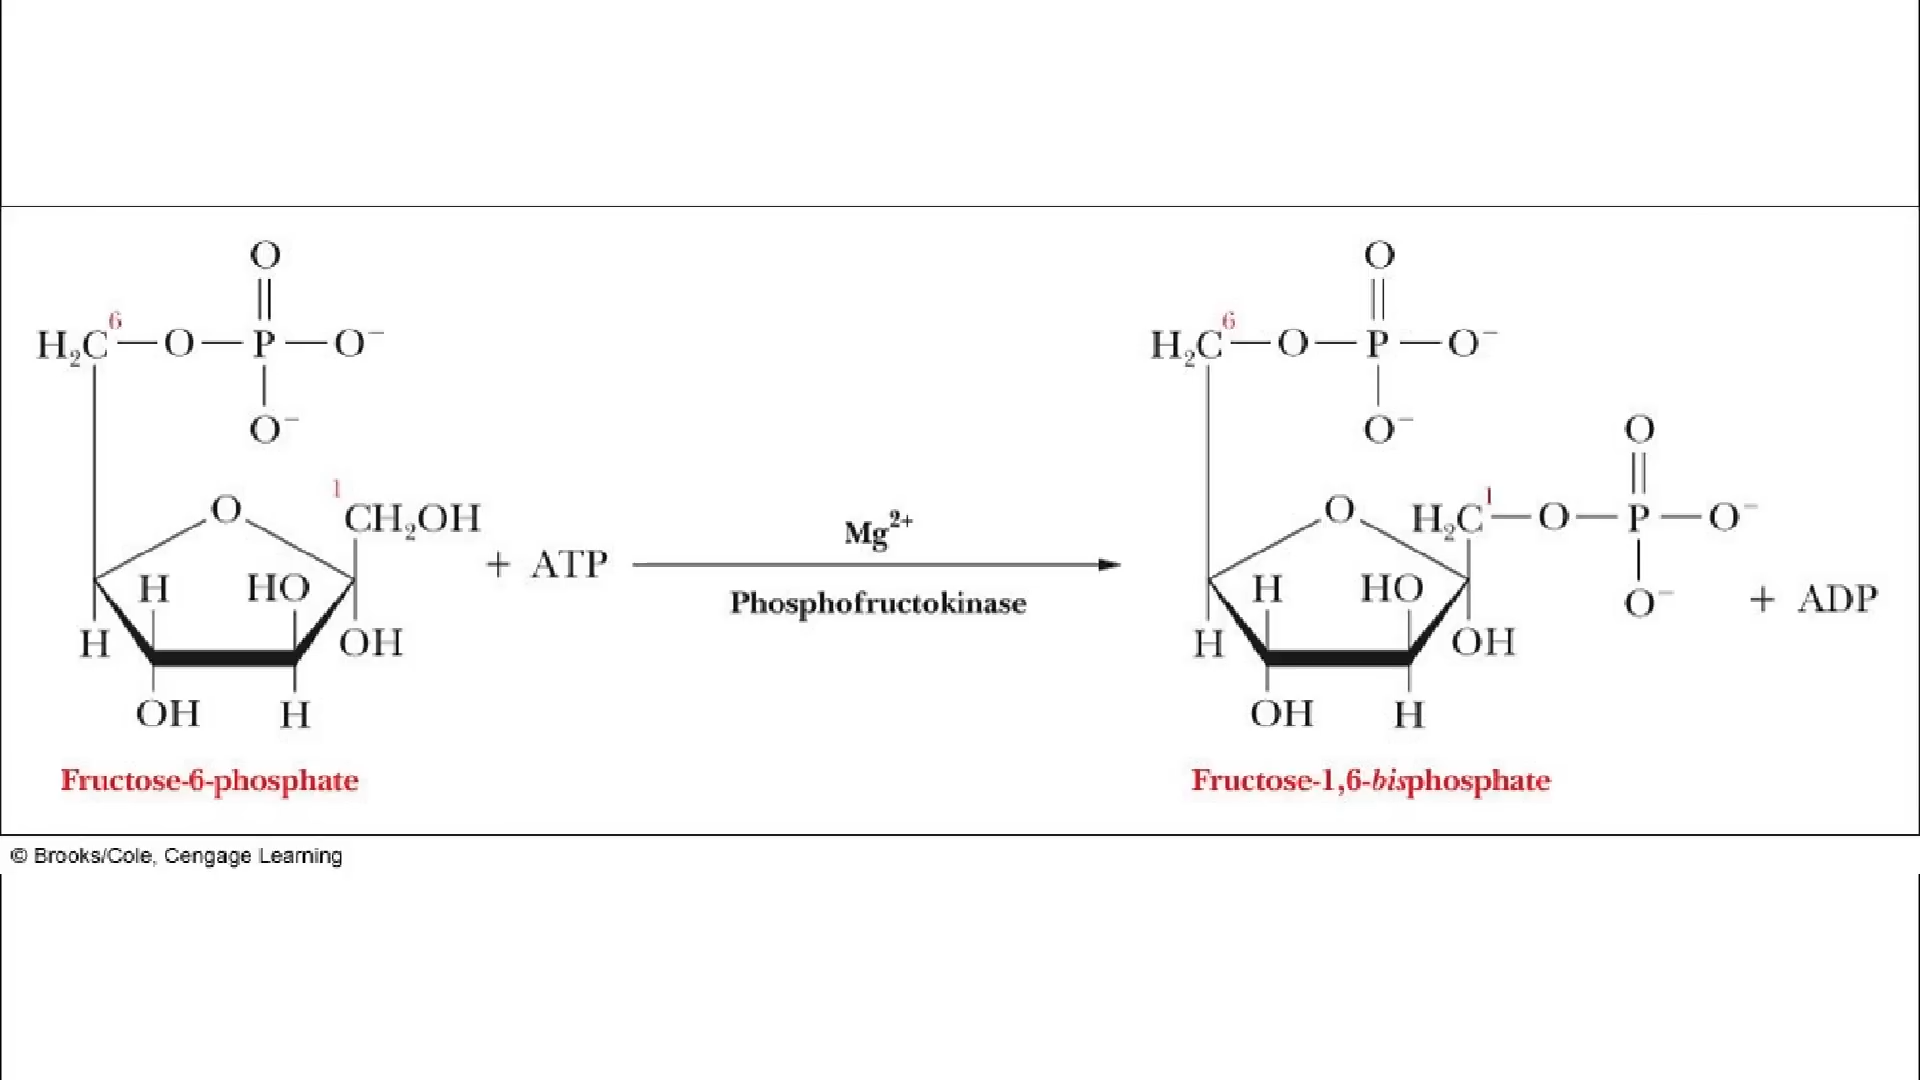 O O
H₂C⁶—O—P—O⁻ H₂C⁶—O—P—O⁻
O⁻ O⁻ O
O 1 CH₂OH O H₂C¹—O—P—O⁻
+ ATP Mg²⁺ O⁻ + ADP
Phosphofructokinase
H HO H HO
H OH H OH
OH H OH H
Fructose-6-phosphate Fructose-1,6-bisphosphate
© Brooks/Cole, Cengage Learning